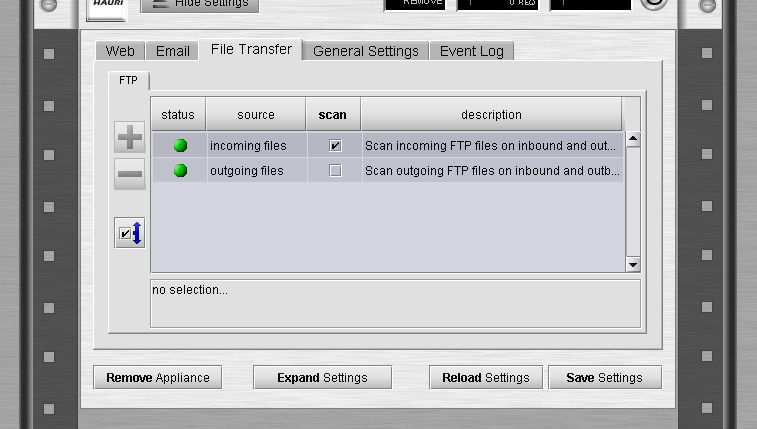 HAURI
Hide Settings
REMOVE
0 REQ
Web
Email
File Transfer
General Settings
Event Log
FTP
status source scan description
incoming files Scan incoming FTP files on inbound and out...
outgoing files Scan outgoing FTP files on inbound and outb...
no selection...
Remove Appliance
Expand Settings
Reload Settings
Save Settings